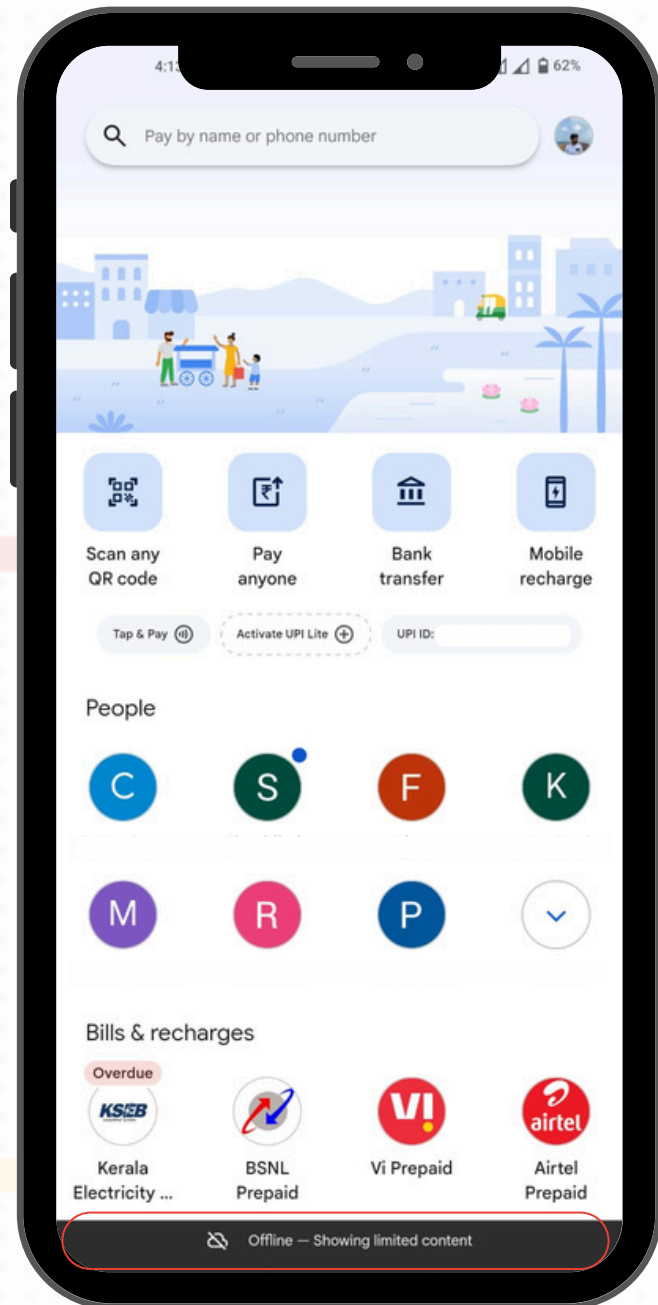 4:13
62%
Pay by name or phone number
Scan any
QR code
Pay
anyone
Bank
transfer
Mobile
recharge
Tap & Pay
Activate UPI Lite
UPI ID:
People
C
S
F
K
M
R
P
Bills & recharges
Overdue
KSEB
VI
airtel
Kerala
Electricity ...
BSNL
Prepaid
Vi Prepaid
Airtel
Prepaid
Offline — Showing limited content